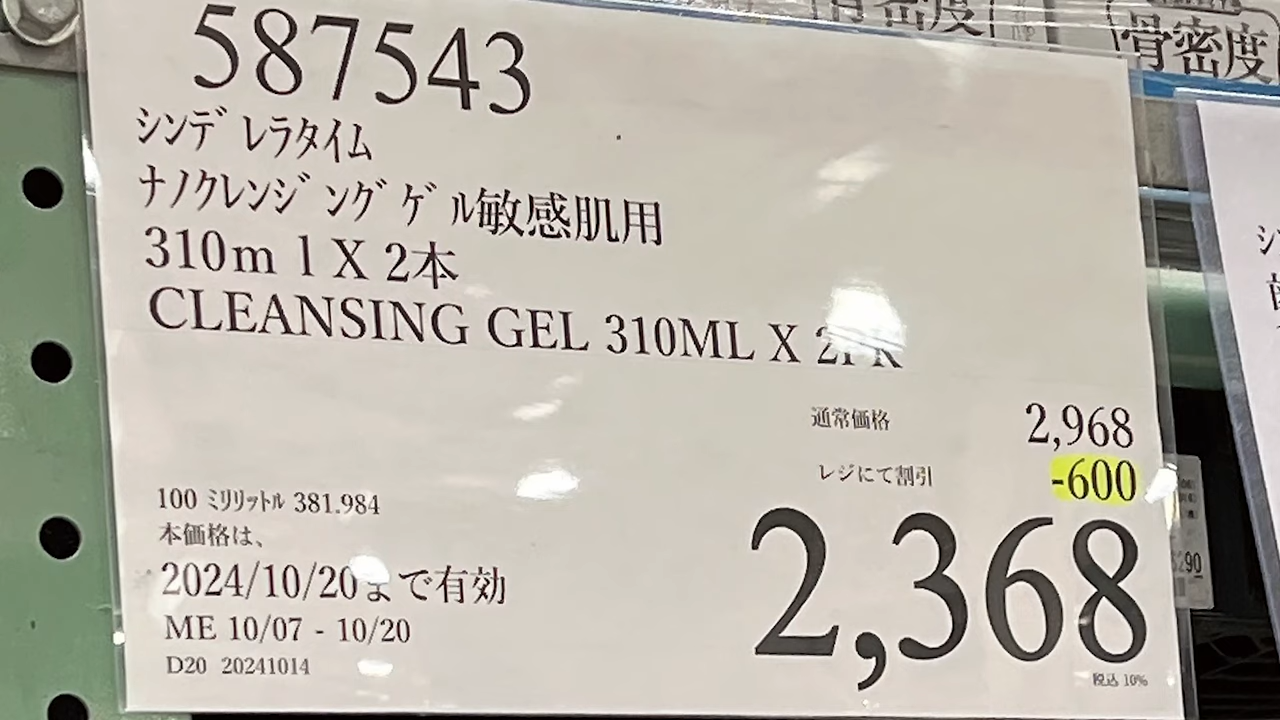 骨密度
骨密度
587543
シンデレラタイム
ナノクレンジングゲル敏感肌用
310ml X 2本
CLEANSING GEL 310ML X 2PK
通常価格 2,968
レジにて割引 -600
2,368
税込 10%
100 ミリリットル 381.984
本価格は、
2024/10/20まで有効
ME 10/07 - 10/20
D20 20241014